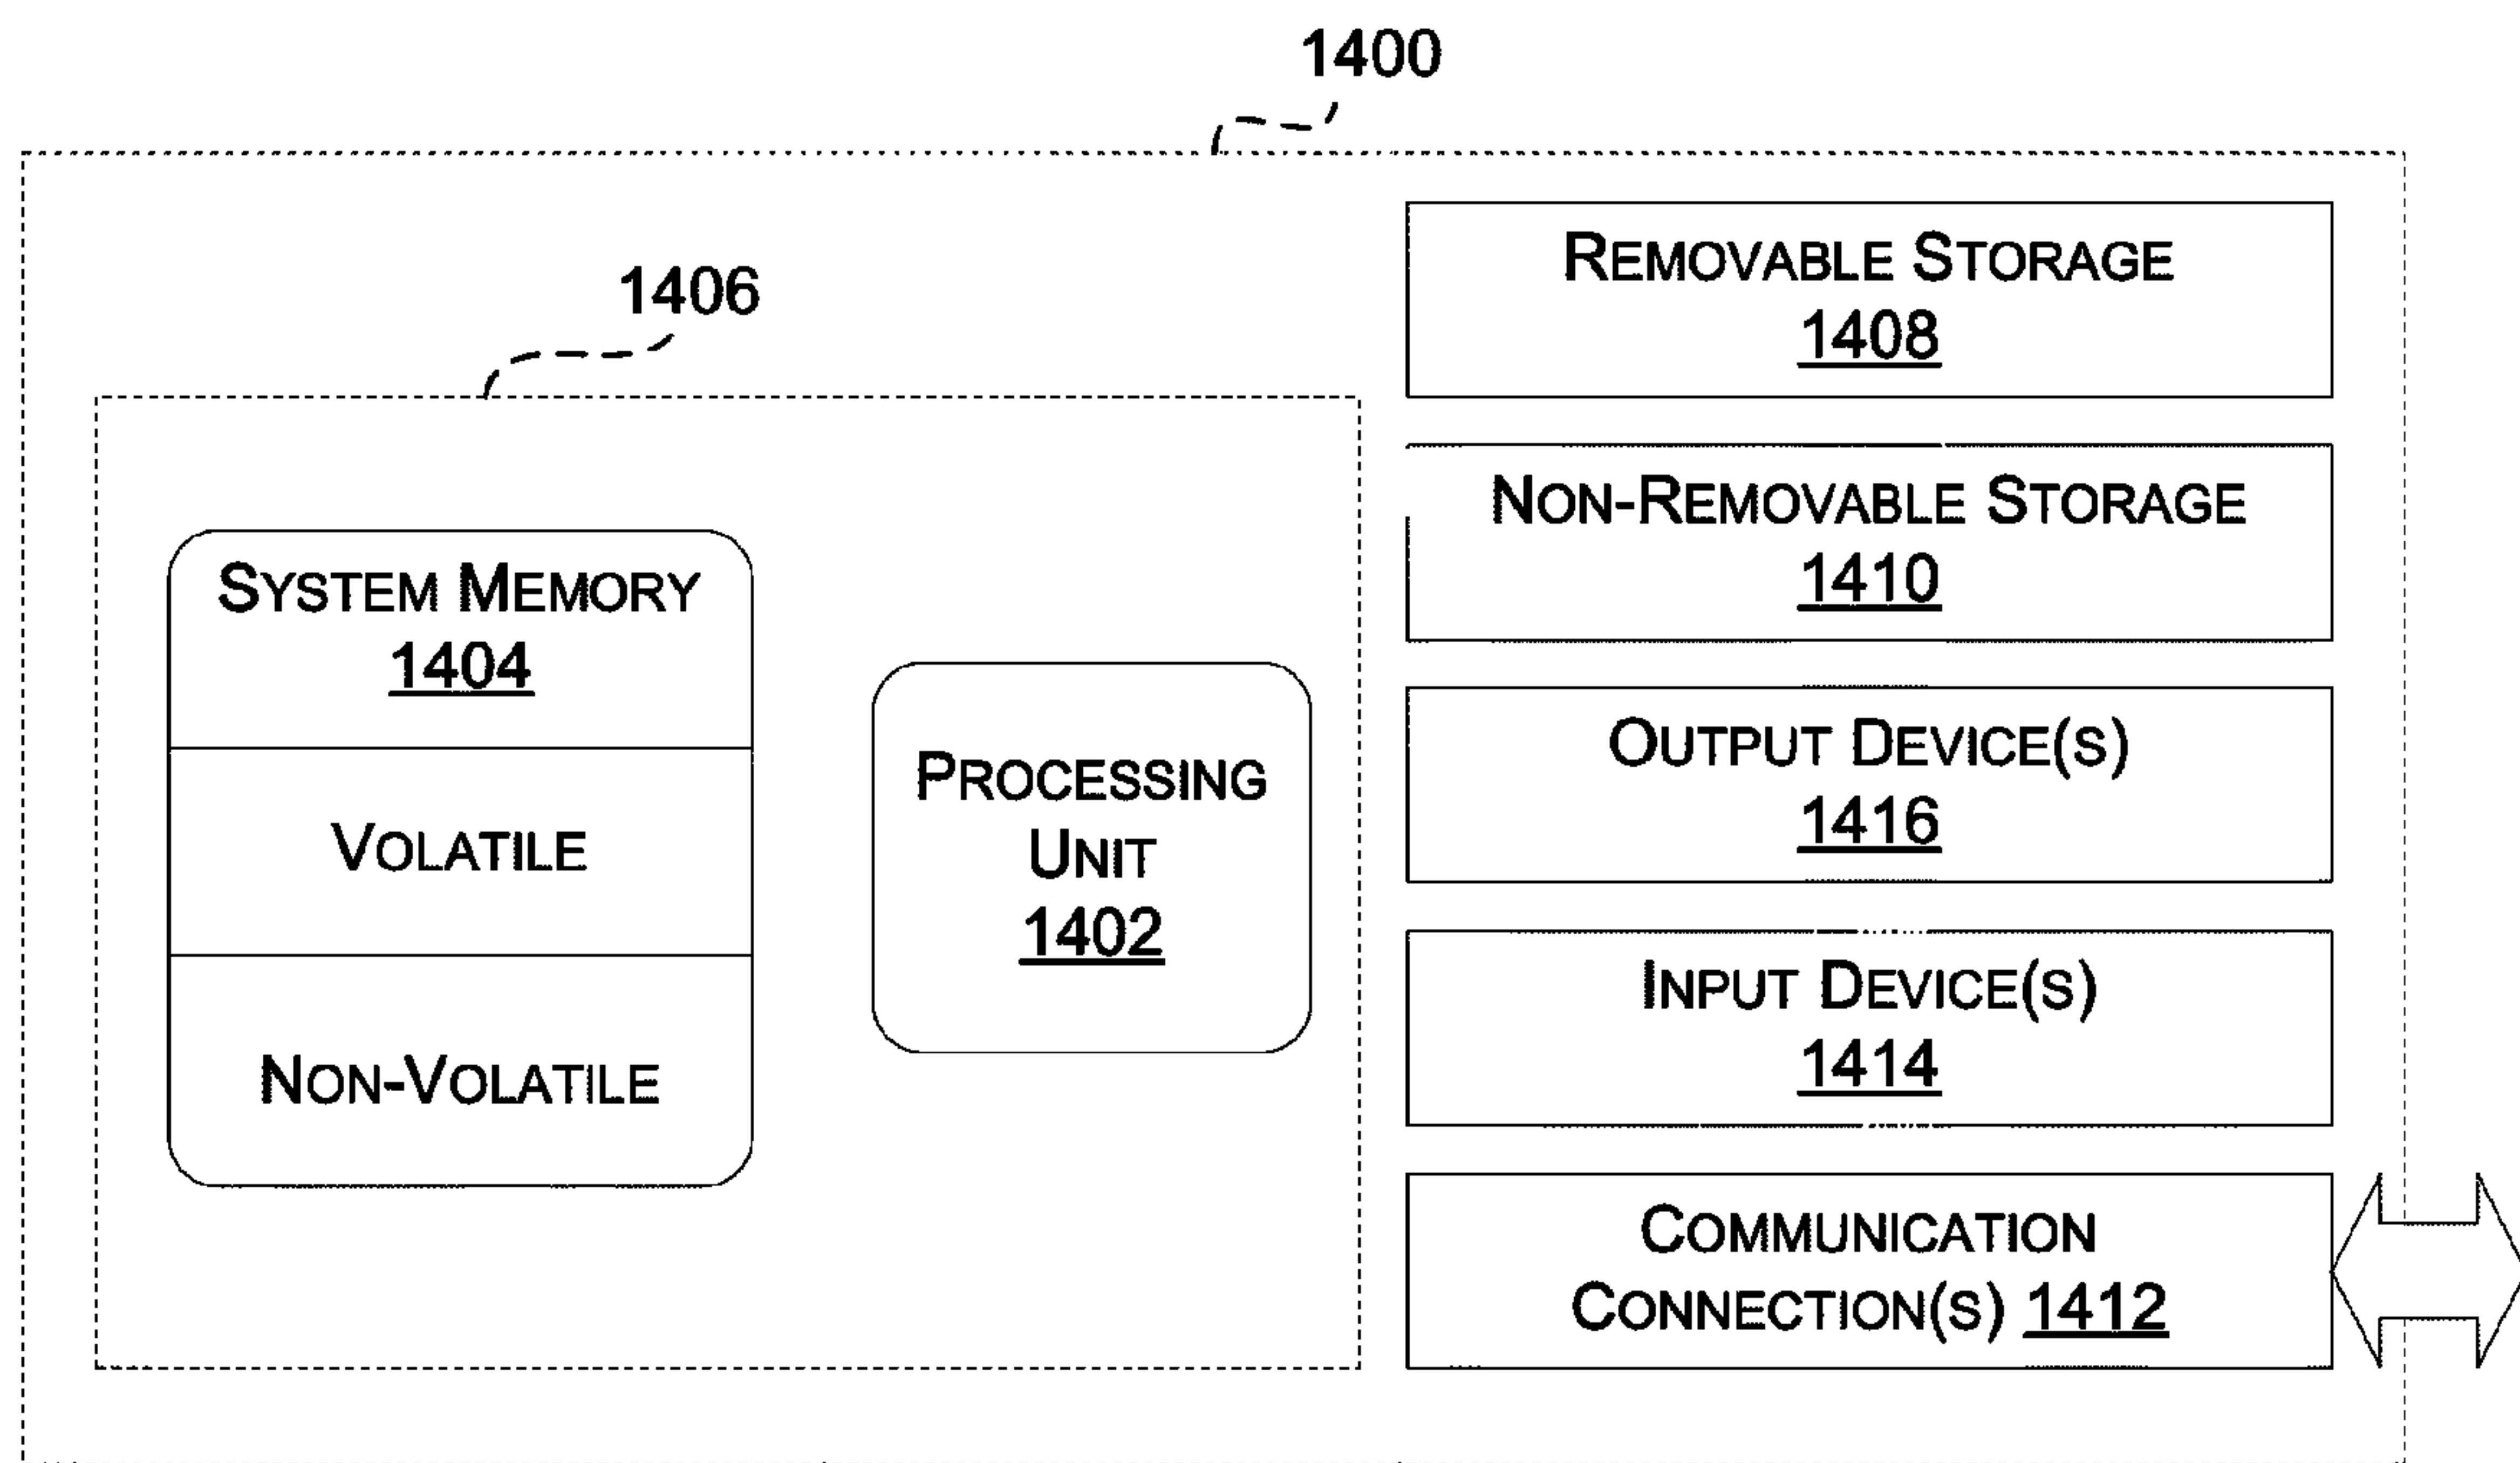 1400
1406
SYSTEM MEMORY
1404
VOLATILE
NON-VOLATILE
PROCESSING
UNIT
1402
REMOVABLE STORAGE
1408
NON-REMOVABLE STORAGE
1410
OUTPUT DEVICE(S)
1416
INPUT DEVICE(S)
1414
COMMUNICATION
CONNECTION(S) 1412